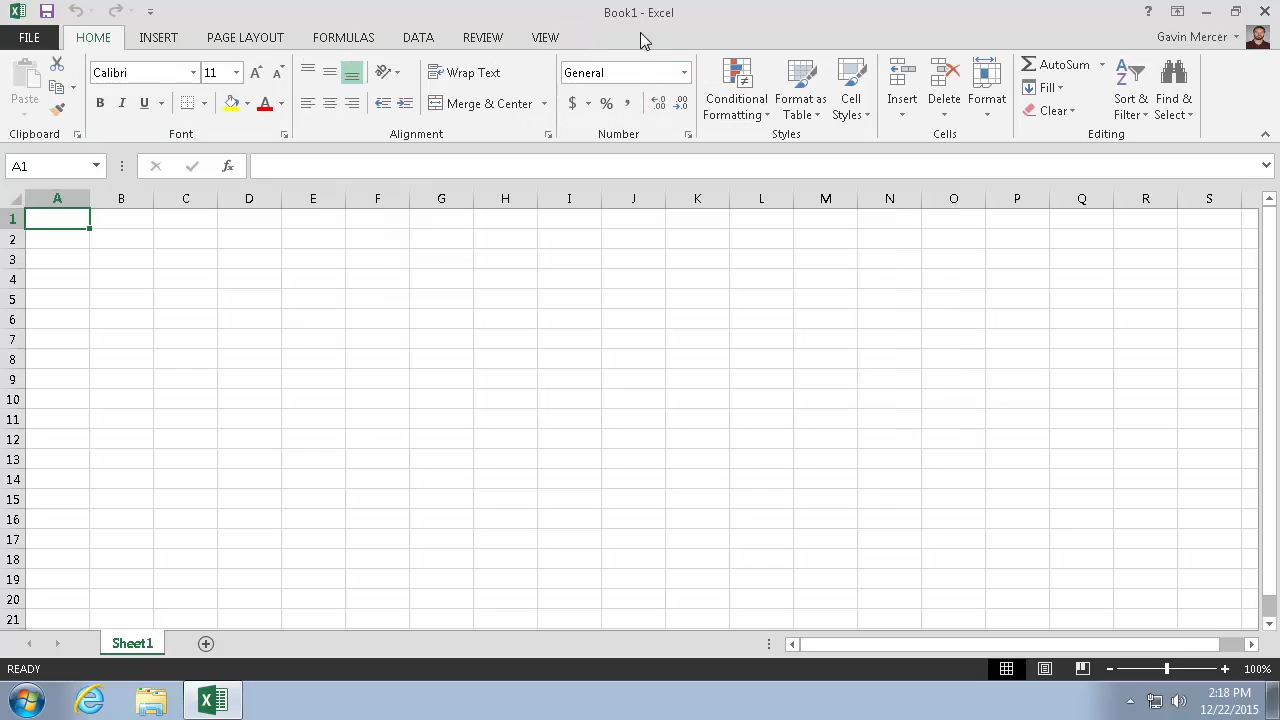 Book1 - Excel
FILE HOME INSERT PAGE LAYOUT FORMULAS DATA REVIEW VIEW Gavin Mercer
Paste
Calibri 11
B I U
Wrap Text
Merge & Center
General
$ % ,
Conditional Formatting
Format as Table
Cell Styles
Insert Delete Format
AutoSum
Fill
Clear
Sort & Filter
Find & Select
Clipboard Font Alignment Number Styles Cells Editing
A1 fx
A B C D E F G H I J K L M N O P Q R S
1
2
3
4
5
6
7
8
9
10
11
12
13
14
15
16
17
18
19
20
21
Sheet1
READY 100%
2:18 PM
12/22/2015